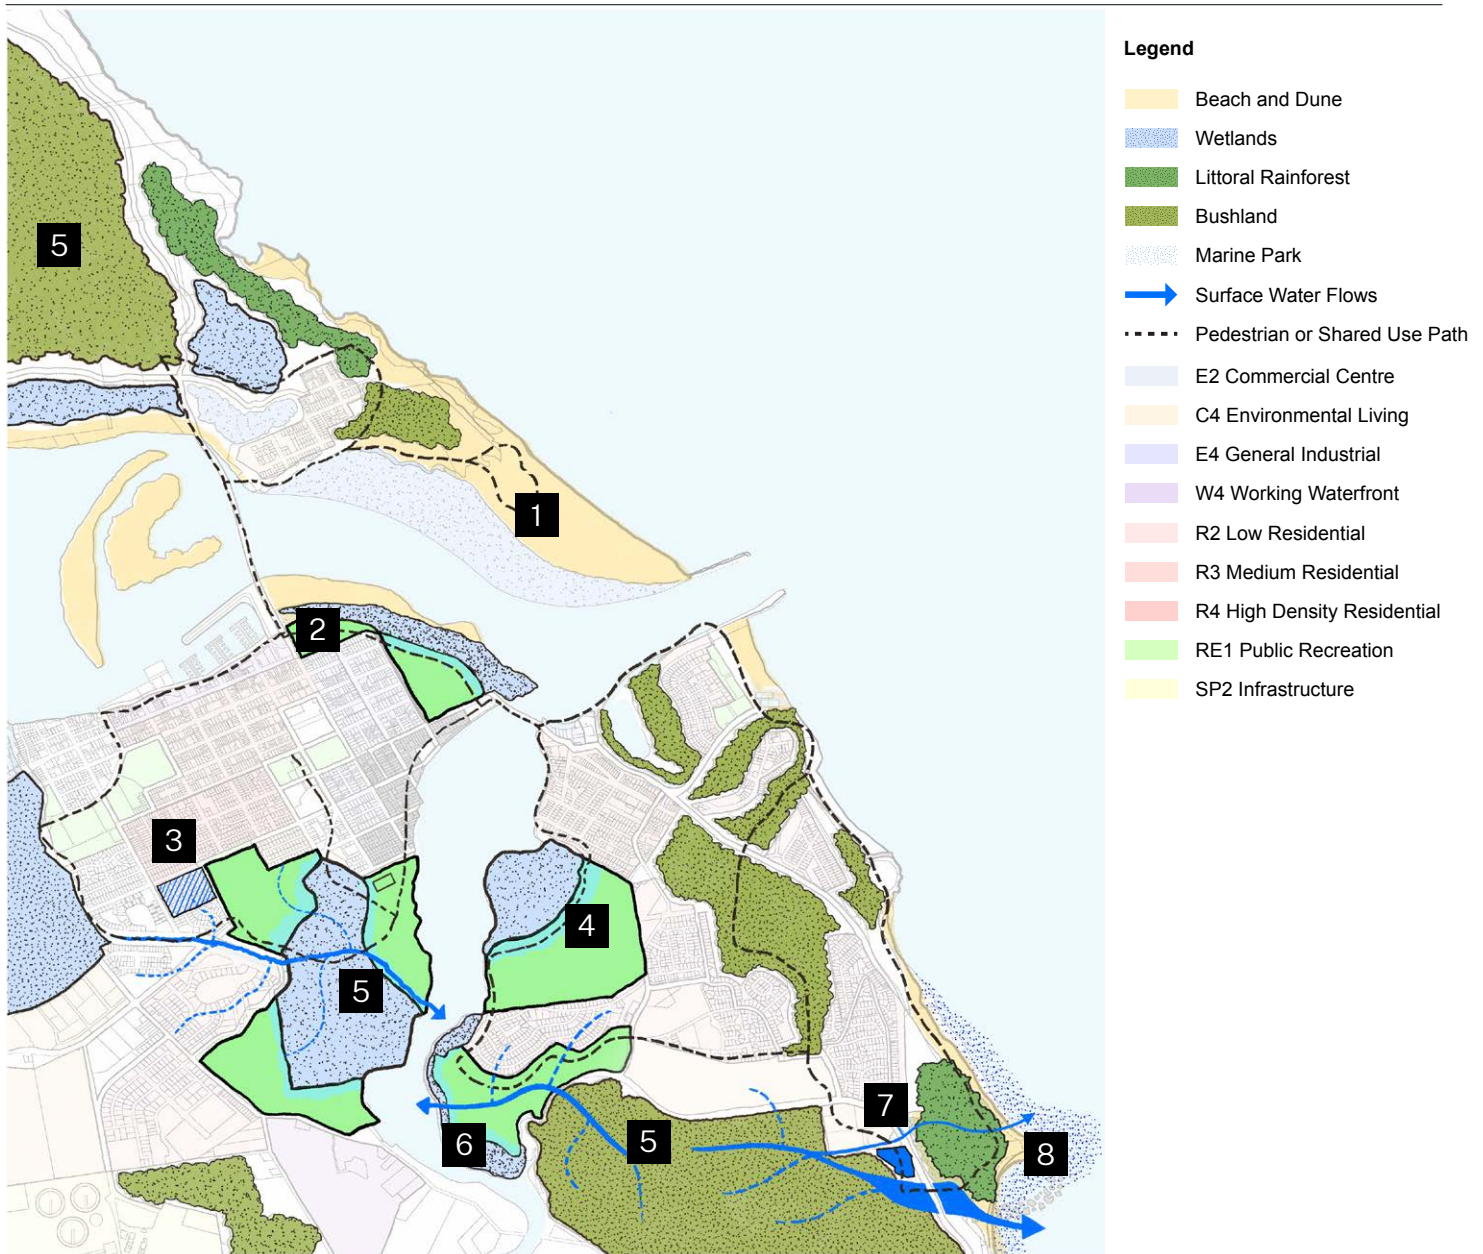 Legend
Beach and Dune
Wetlands
Littoral Rainforest
Bushland
Marine Park
Surface Water Flows
Pedestrian or Shared Use Path
E2 Commercial Centre
C4 Environmental Living
E4 General Industrial
W4 Working Waterfront
R2 Low Residential
R3 Medium Residential
R4 High Density Residential
RE1 Public Recreation
SP2 Infrastructure
5
1
2
3
4
5
7
5
6
8